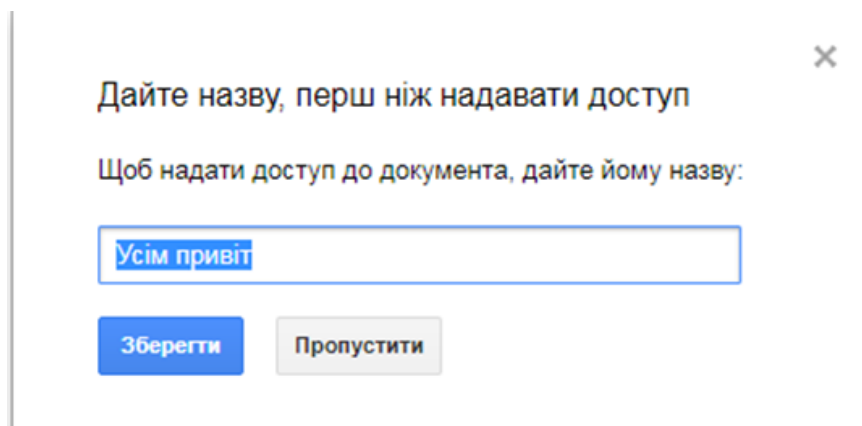 Дайте назву, перш ніж надавати доступ
Щоб надати доступ до документа, дайте йому назву:
Усім привіт
Зберегти
Пропустити